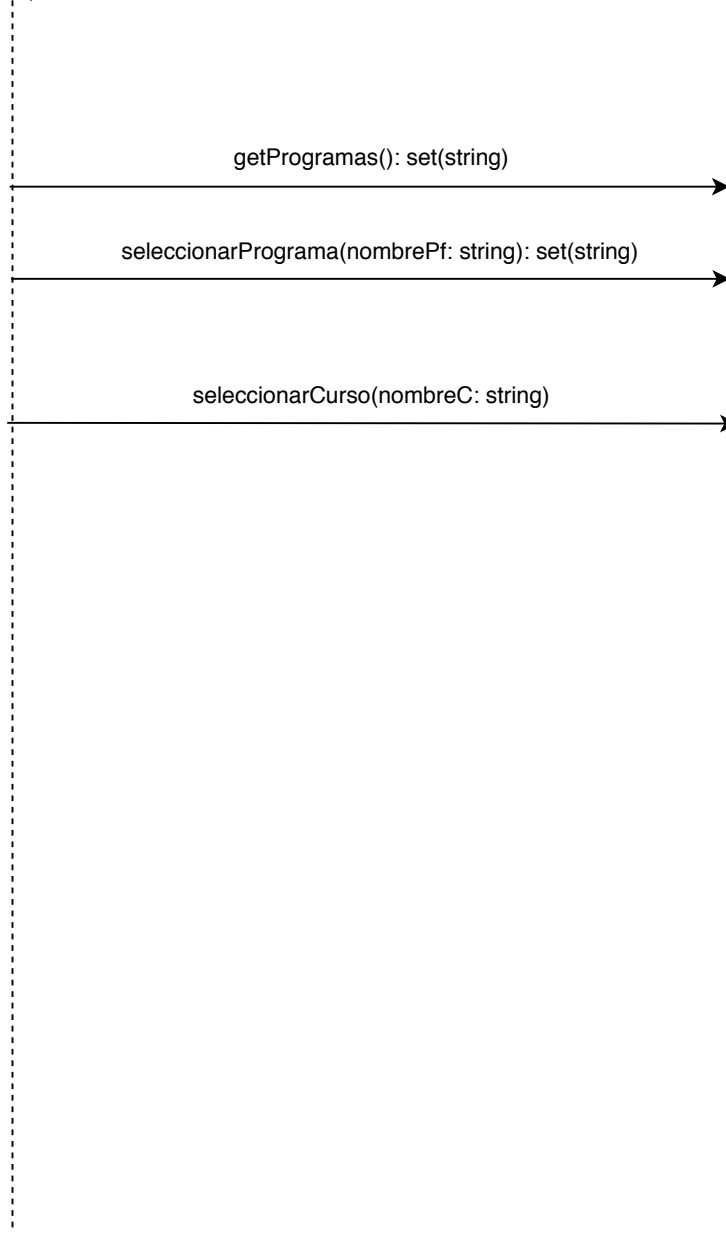 getProgramas(): set(string)
seleccionarPrograma(nombrePf: string): set(string)
seleccionarCurso(nombreC: string)